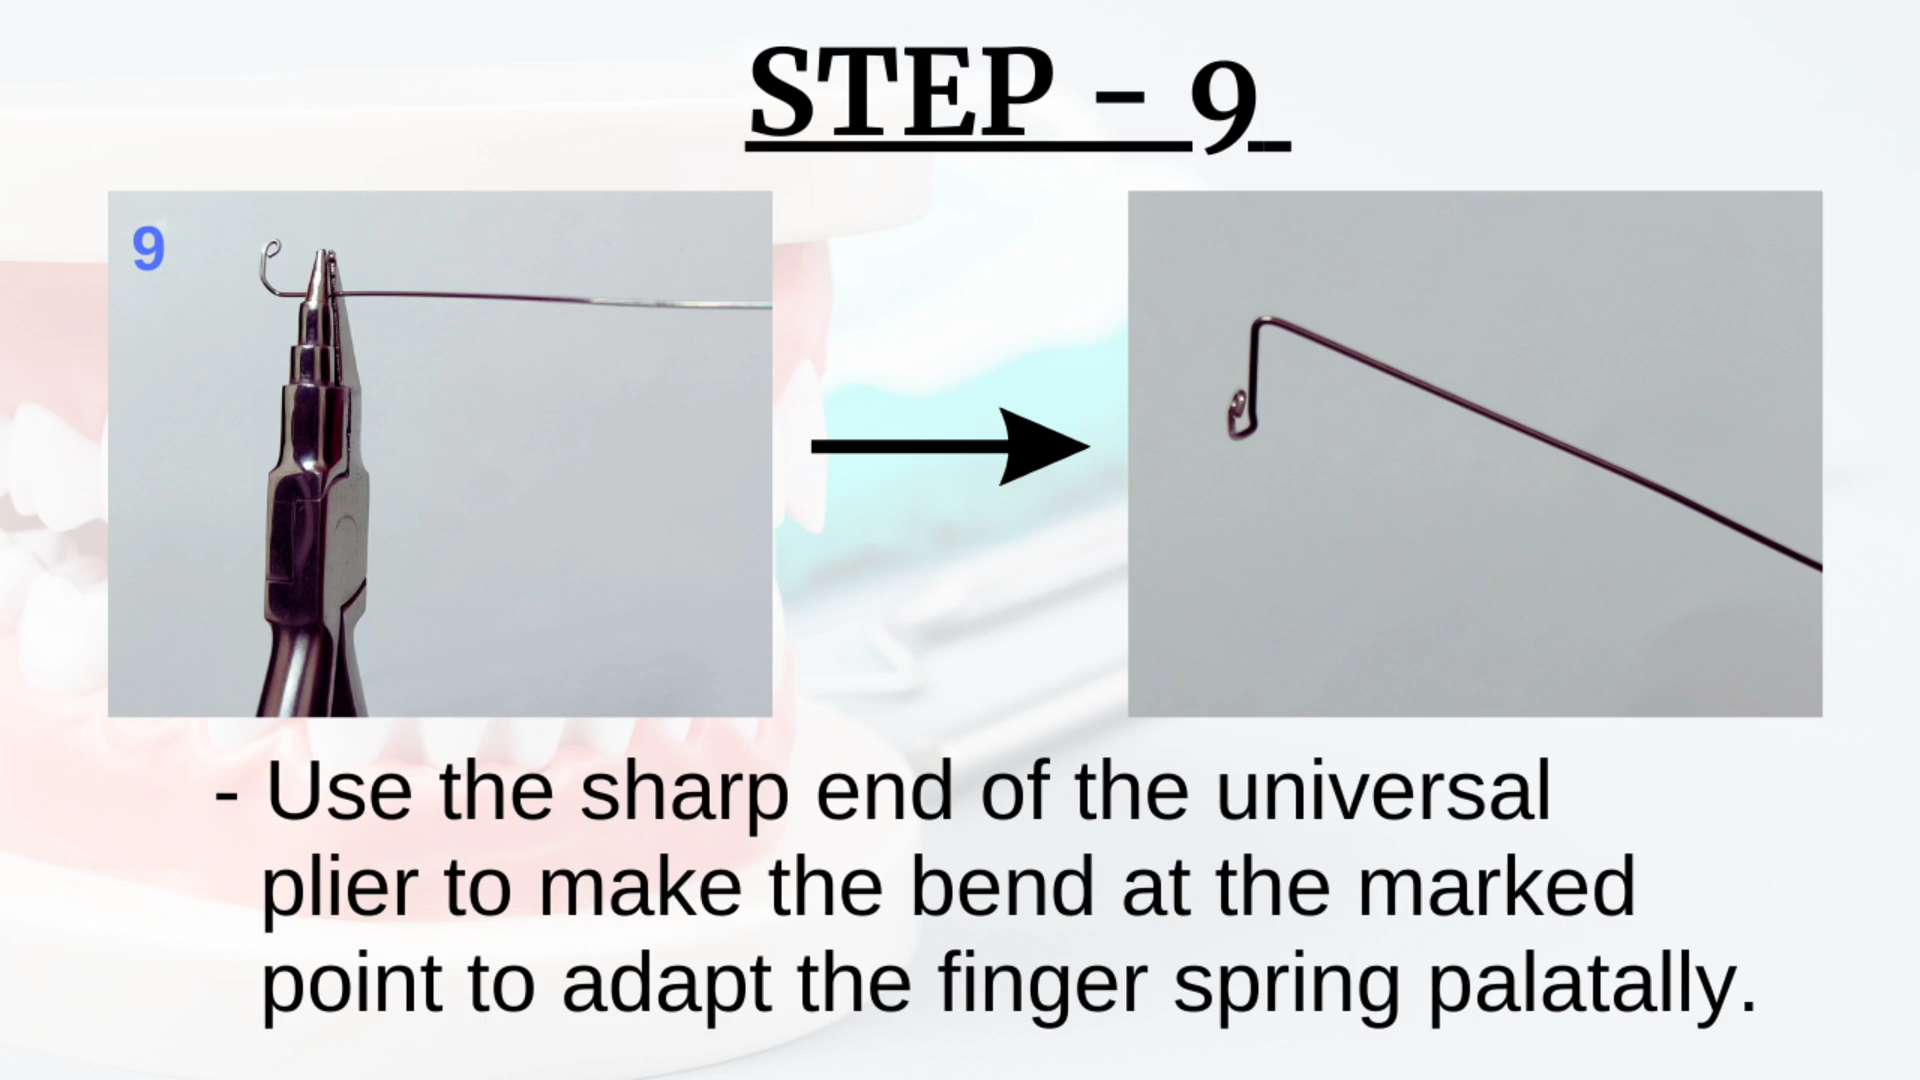 STEP - 9
9
- Use the sharp end of the universal
plier to make the bend at the marked
point to adapt the finger spring palatally.